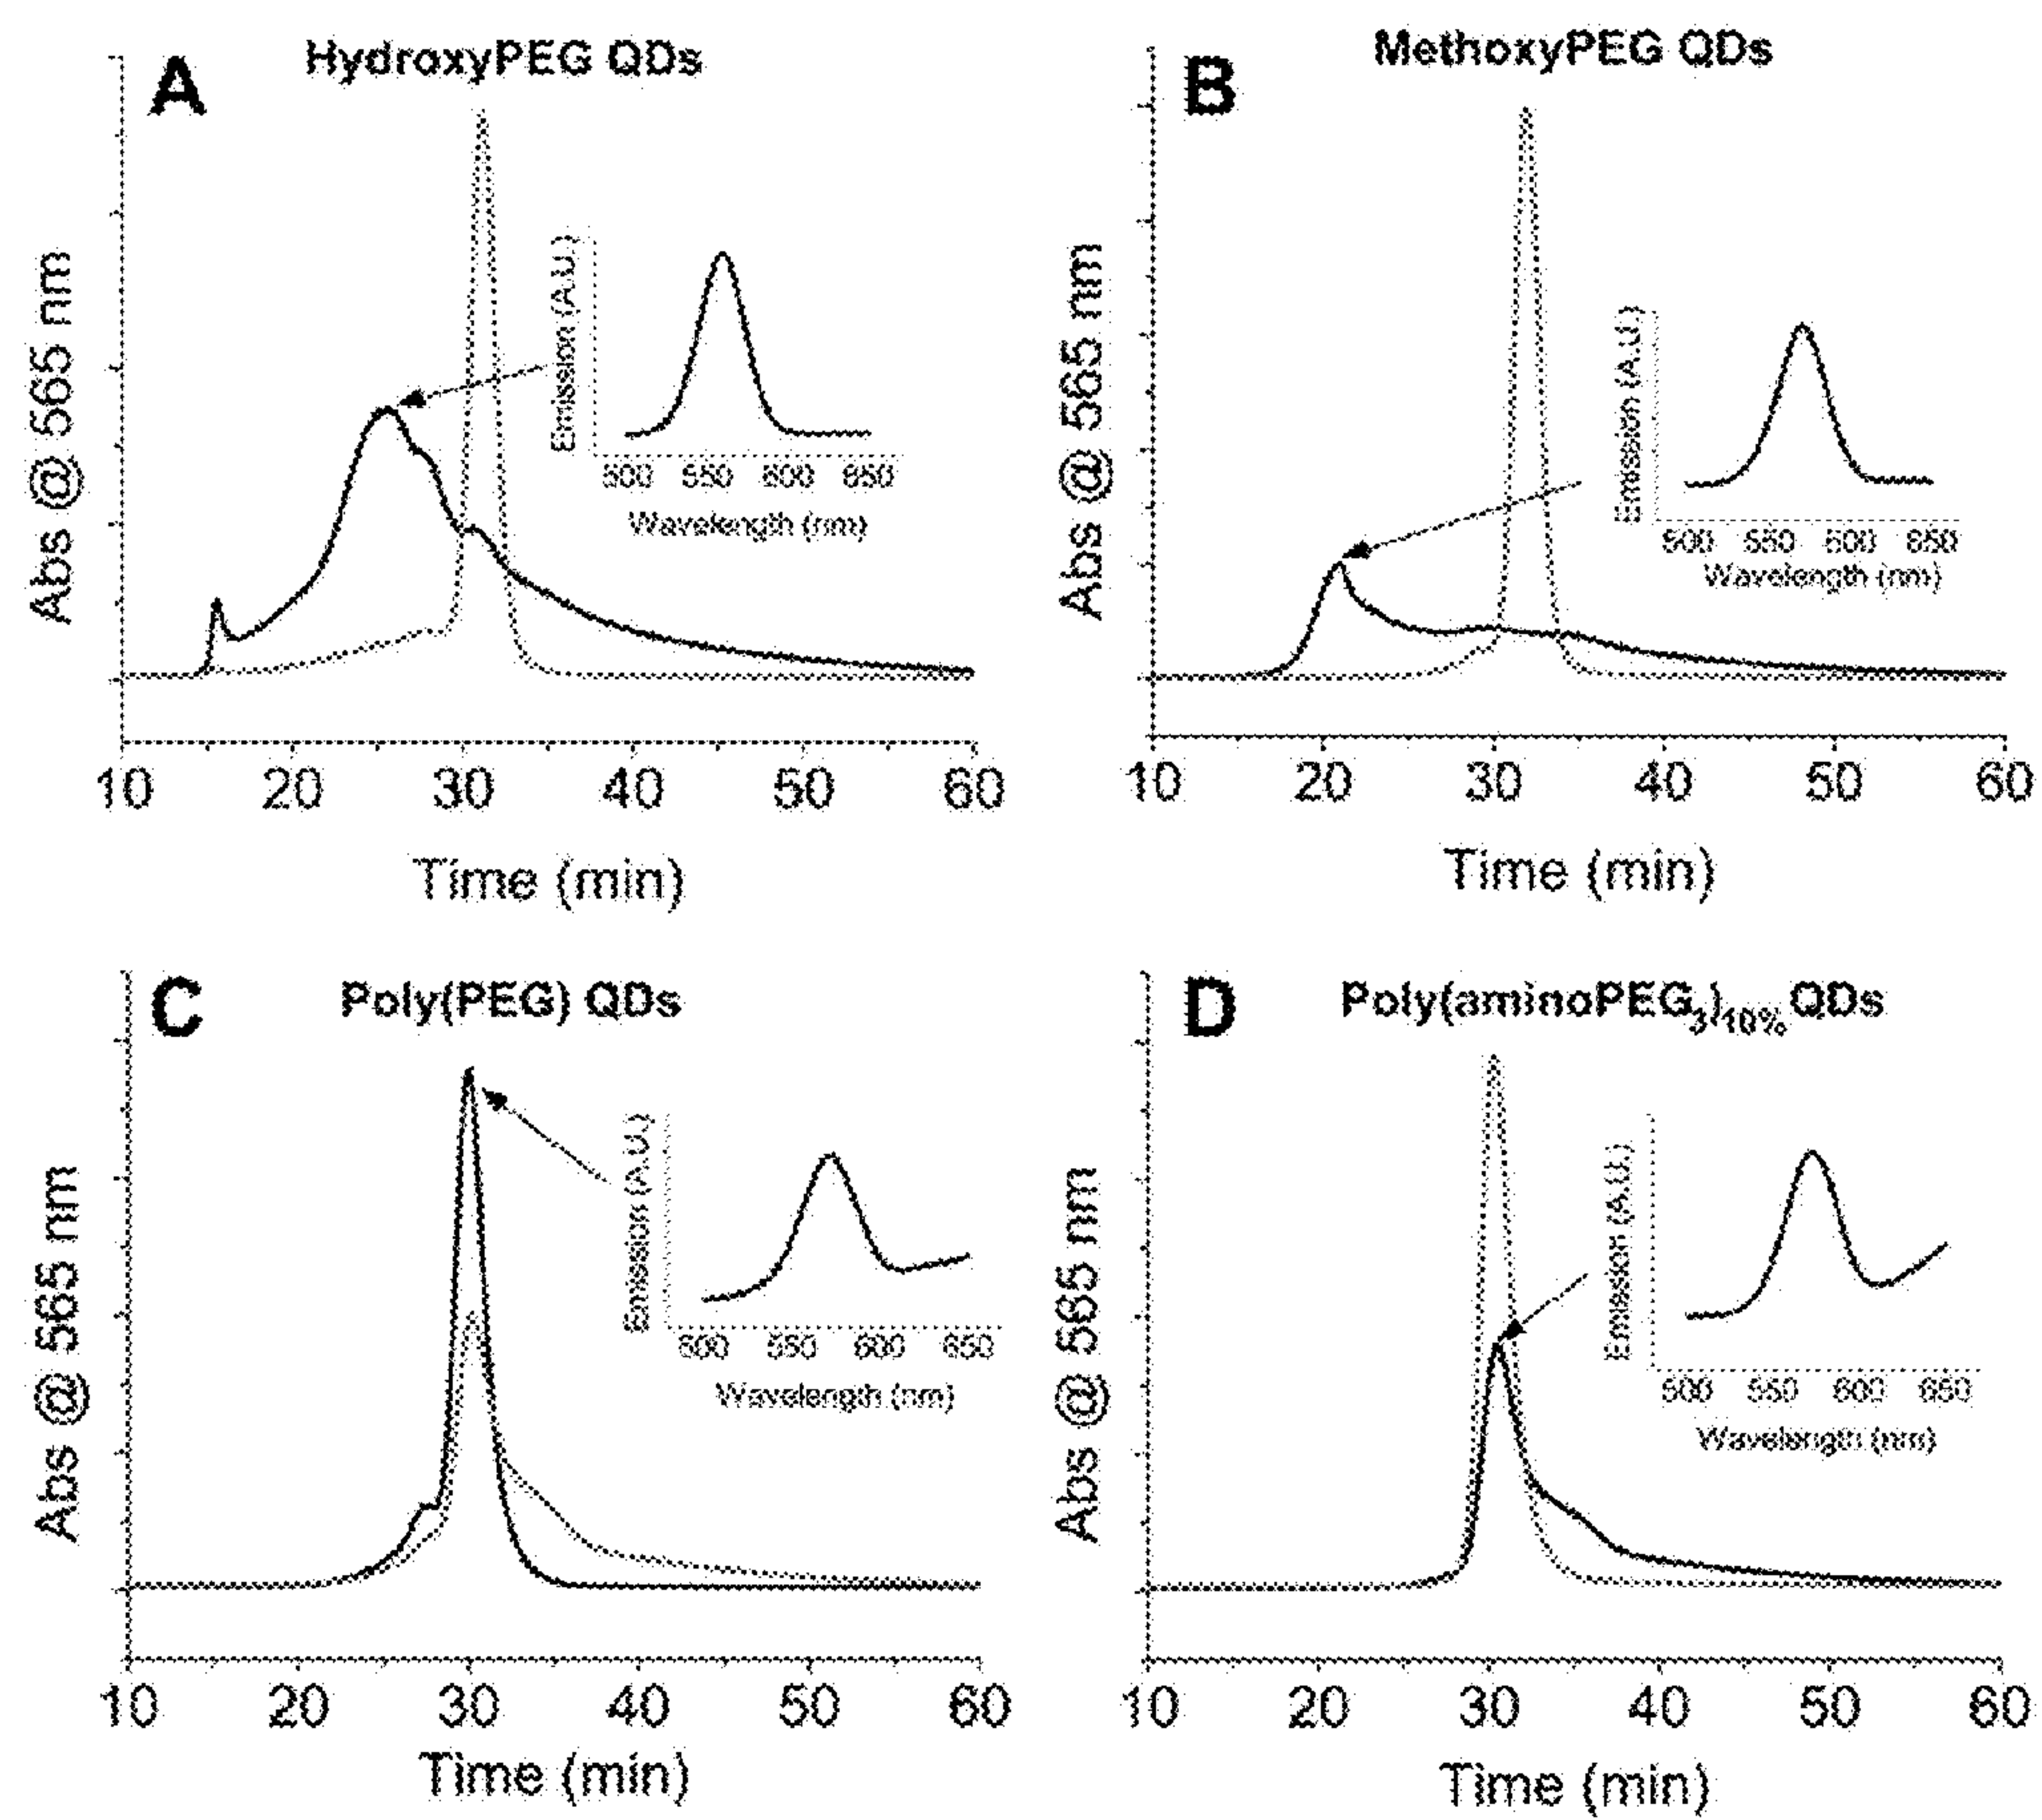 A
HydroxyPEG QDs
Abs @ 565 nm
Emission (A.U.)
500 550 600 650
Wavelength (nm)
10 20 30 40 50 60
Time (min)
B
MethoxyPEG QDs
Abs @ 565 nm
Emission (A.U.)
500 550 600 650
Wavelength (nm)
10 20 30 40 50 60
Time (min)
C
Poly(PEG) QDs
Abs @ 565 nm
Emission (A.U.)
500 550 600 650
Wavelength (nm)
10 20 30 40 50 60
Time (min)
D
Poly(aminoPEG3)10% QDs
Abs @ 565 nm
Emission (A.U.)
500 550 600 650
Wavelength (nm)
10 20 30 40 50 60
Time (min)